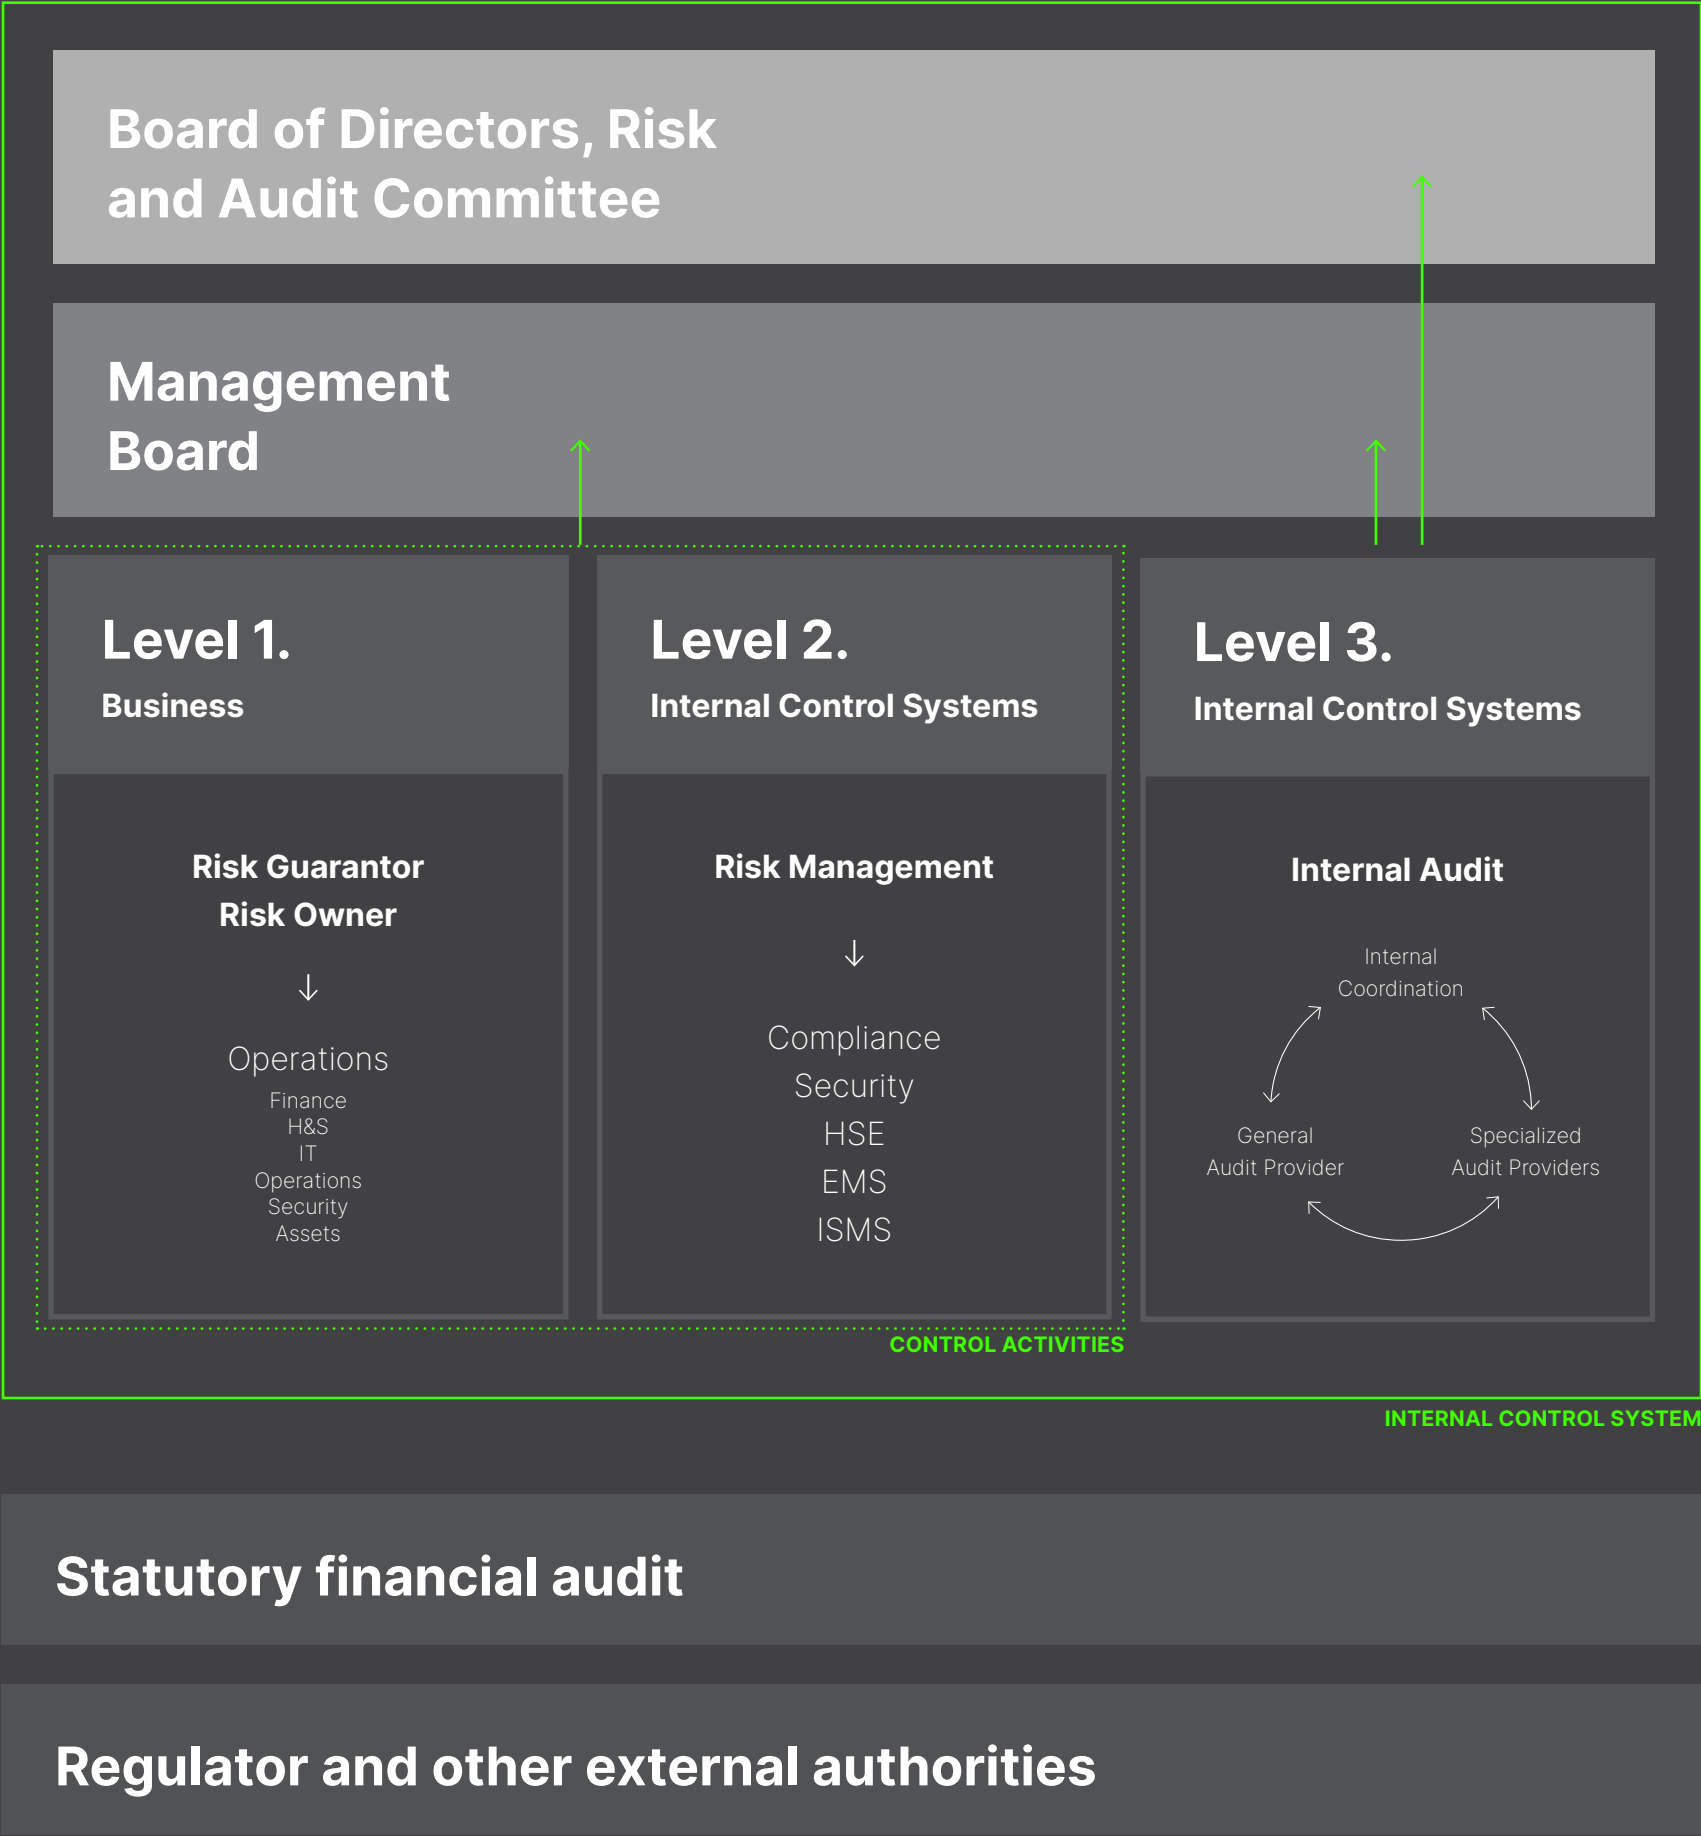 Board of Directors, Risk
and Audit Committee
Management
Board
Level 1.
Business
Risk Guarantor
Risk Owner
Operations
Finance
H&S
IT
Operations
Security
Assets
Level 2.
Internal Control Systems
Risk Management
Compliance
Security
HSE
EMS
ISMS
Level 3.
Internal Control Systems
Internal Audit
Internal
Coordination
General
Audit Provider
Specialized
Audit Providers
CONTROL ACTIVITIES
INTERNAL CONTROL SYSTEM
Statutory financial audit
Regulator and other external authorities